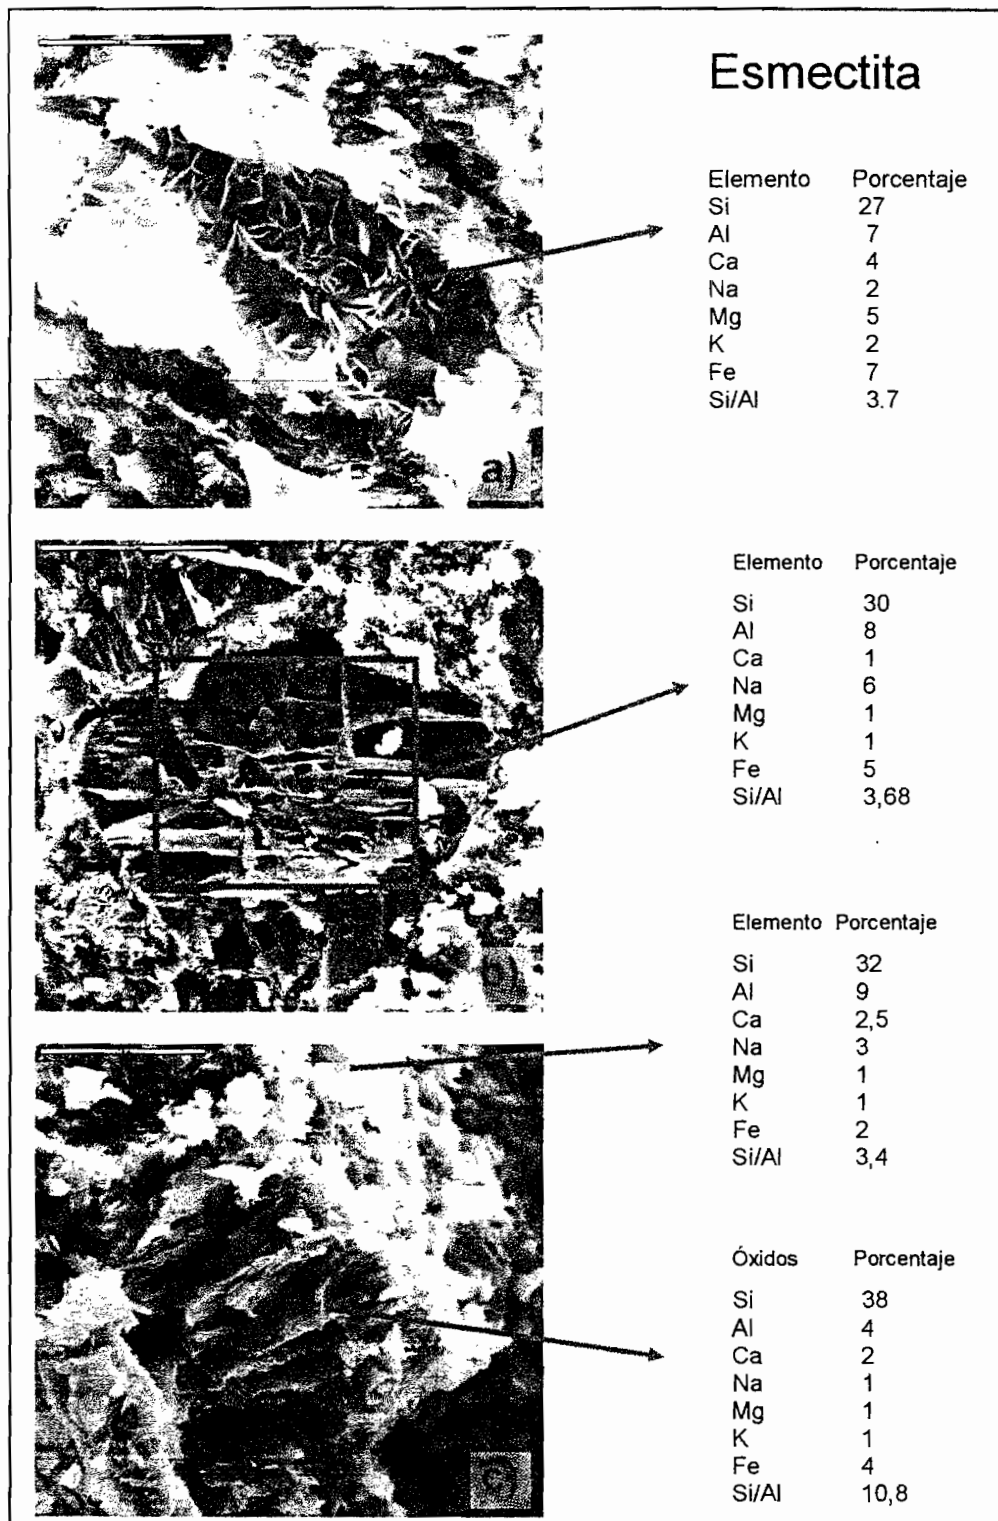 Esmectita
Elemento Porcentaje
Si 27
Al 7
Ca 4
Na 2
Mg 5
K 2
Fe 7
Si/Al 3.7
a)
Elemento Porcentaje
Si 30
Al 8
Ca 1
Na 6
Mg 1
K 1
Fe 5
Si/Al 3,68
Elemento Porcentaje
Si 32
Al 9
Ca 2,5
Na 3
Mg 1
K 1
Fe 2
Si/Al 3,4
Óxidos Porcentaje
Si 38
Al 4
Ca 2
Na 1
Mg 1
K 1
Fe 4
Si/Al 10,8
c)